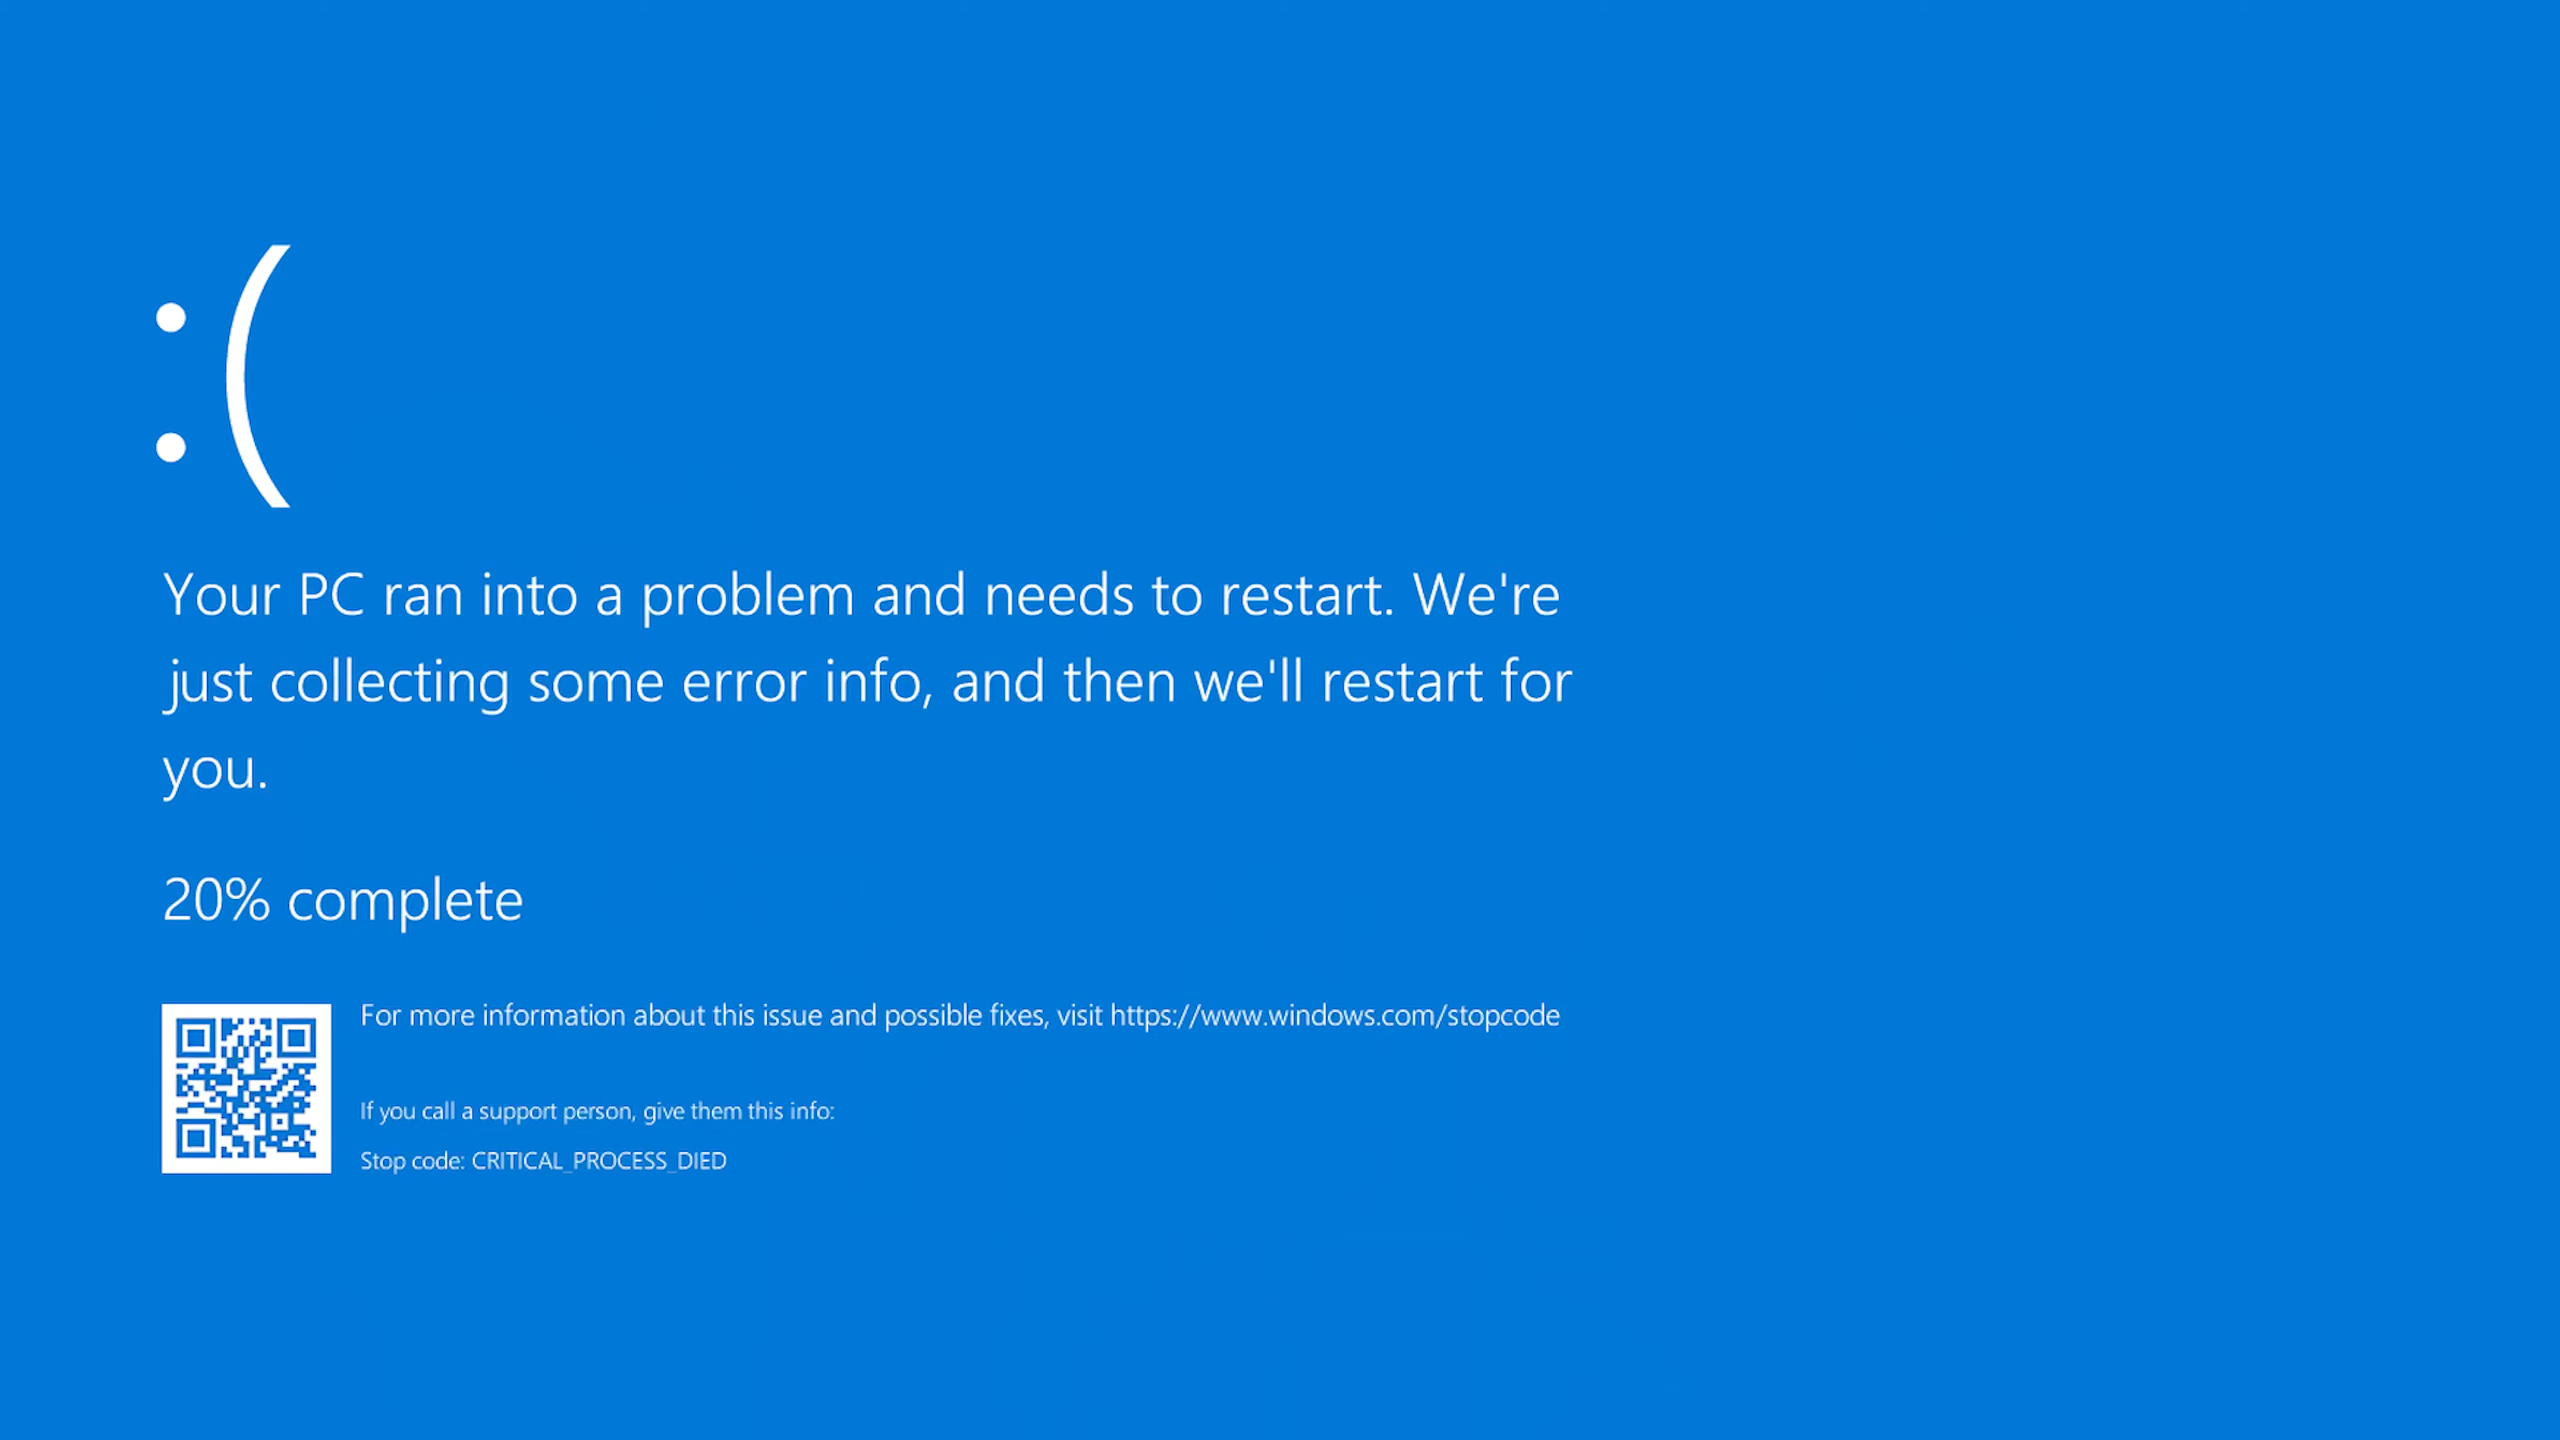 :(
Your PC ran into a problem and needs to restart. We're
just collecting some error info, and then we'll restart for
you.
20% complete
For more information about this issue and possible fixes, visit https://www.windows.com/stopcode
If you call a support person, give them this info:
Stop code: CRITICAL_PROCESS_DIED